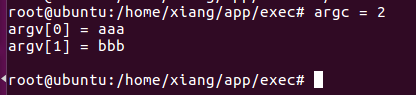 root@ubuntu:/home/xiang/app/exec# argc = 2
argv[0] = aaa
argv[1] = bbb
root@ubuntu:/home/xiang/app/exec#